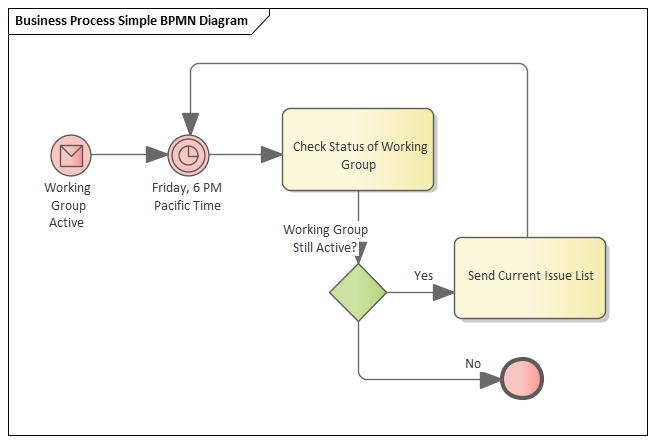 Business Process Simple BPMN Diagram
Working
Group
Active
Friday, 6 PM
Pacific Time
Check Status of Working
Group
Working Group
Still Active?
Yes
Send Current Issue List
No